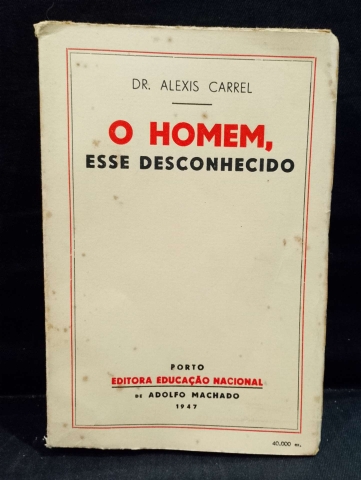 DR. ALEXIS CARREL
O HOMEM,
ESSE DESCONHECIDO
PORTO
EDITORA EDUCAÇÃO NACIONAL
DE ADOLFO MACHADO
1947
40.000 ex.